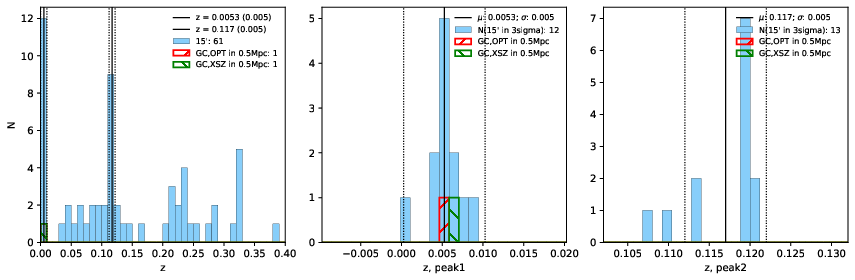 z = 0.0053 (0.005)
z = 0.117 (0.005)
15': 61
GC,OPT in 0.5Mpc: 1
GC,XSZ in 0.5Mpc: 1
N
12
10
8
6
4
2
0
0.00 0.05 0.10 0.15 0.20 0.25 0.30 0.35 0.40
z
μ: 0.0053; σ: 0.005
N(15' in 3sigma): 12
GC,OPT in 0.5Mpc
GC,XSZ in 0.5Mpc
5
4
3
2
1
0
−0.005 0.000 0.005 0.010 0.015 0.020
z, peak1
μ: 0.117; σ: 0.005
N(15' in 3sigma): 13
GC,OPT in 0.5Mpc
GC,XSZ in 0.5Mpc
7
6
5
4
3
2
1
0
0.105 0.110 0.115 0.120 0.125 0.130
z, peak2